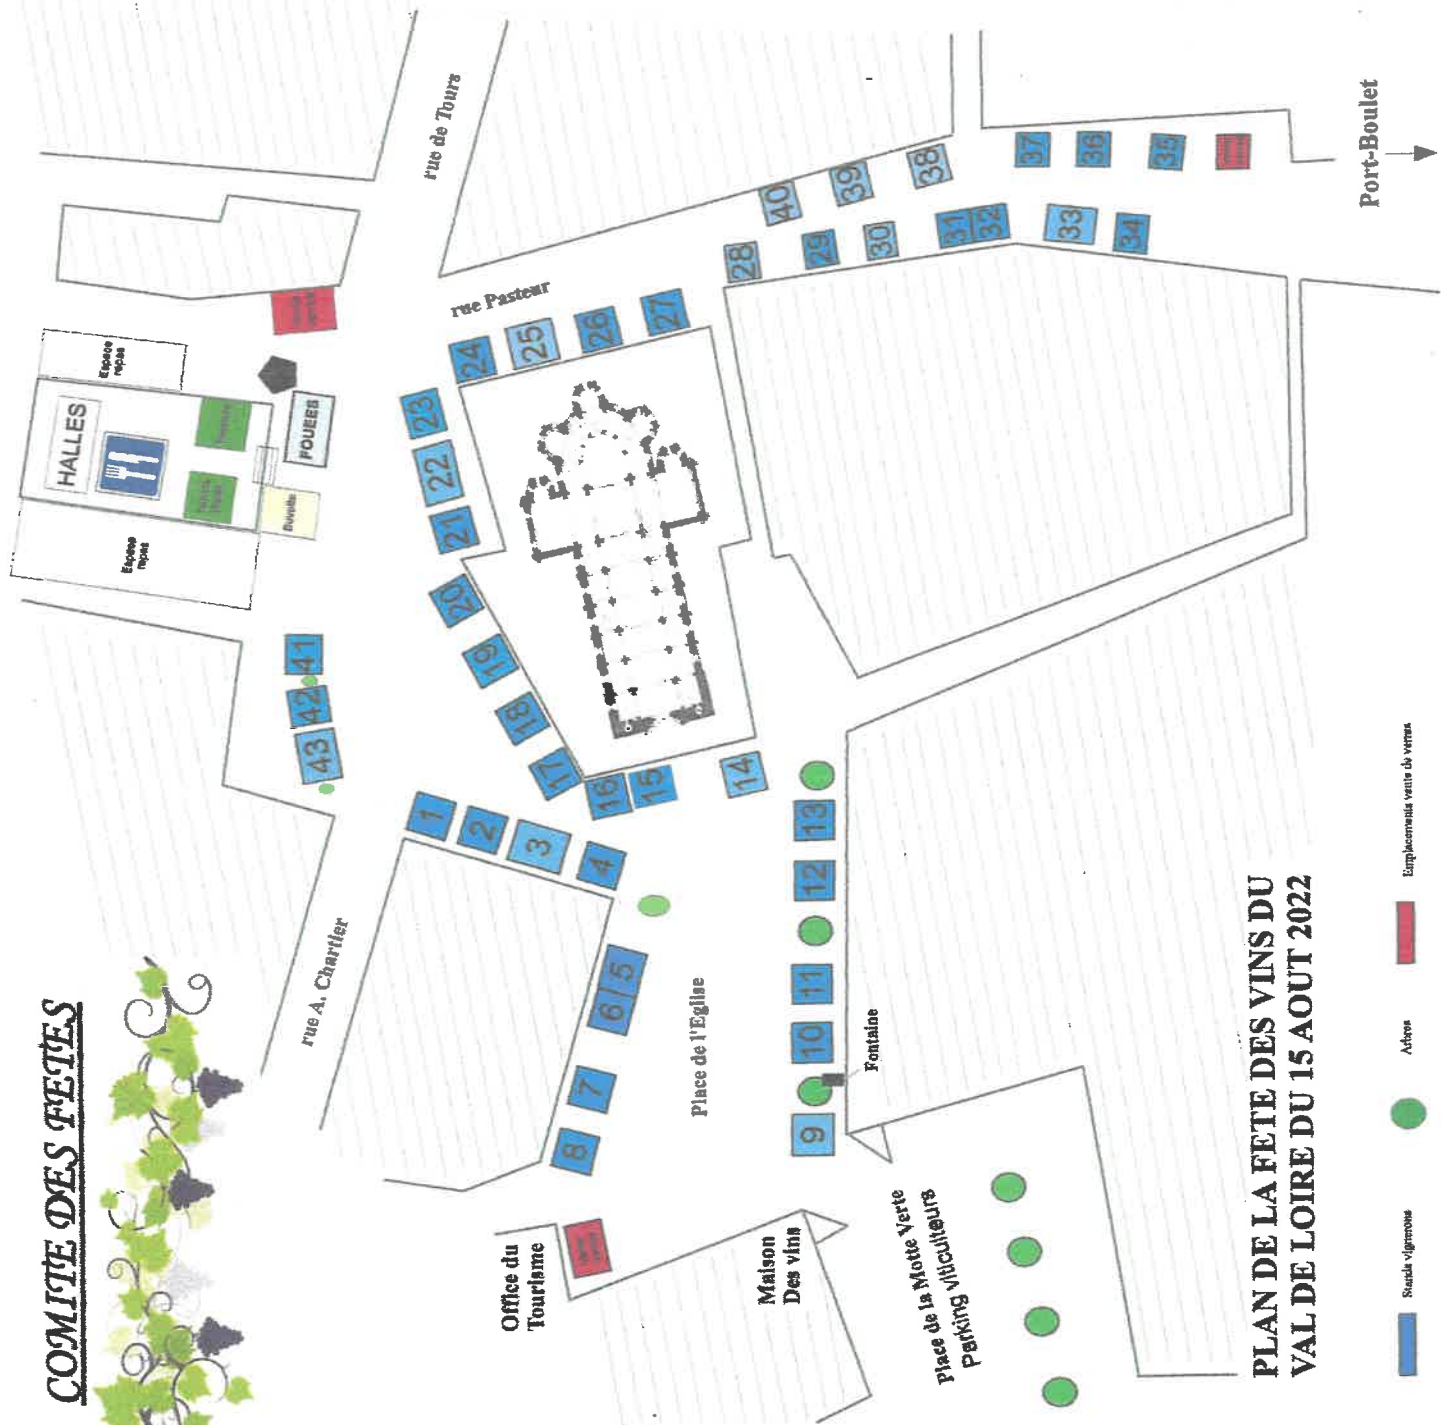 COMITE DES FETES
rue A. Chartier
rue de Tours
rue Pasteur
HALLES
Espace repas
Espace repas
FOUEES
Buvette
43
42
41
1
2
3
4
5
6
7
8
9
10
11
12
13
14
15
16
17
18
19
20
21
22
23
24
25
26
27
28
29
30
31
32
33
34
35
36
37
38
39
40
Place de l'Eglise
Fontaine
Office du
Tourisme
Maison
Des vins
Place de la Motte Verte
Parking viticulteurs
Port-Boulet
PLAN DE LA FETE DES VINS DU
VAL DE LOIRE DU 15 AOUT 2022
Stands vignerons
Arbres
Emplacements vente de verres